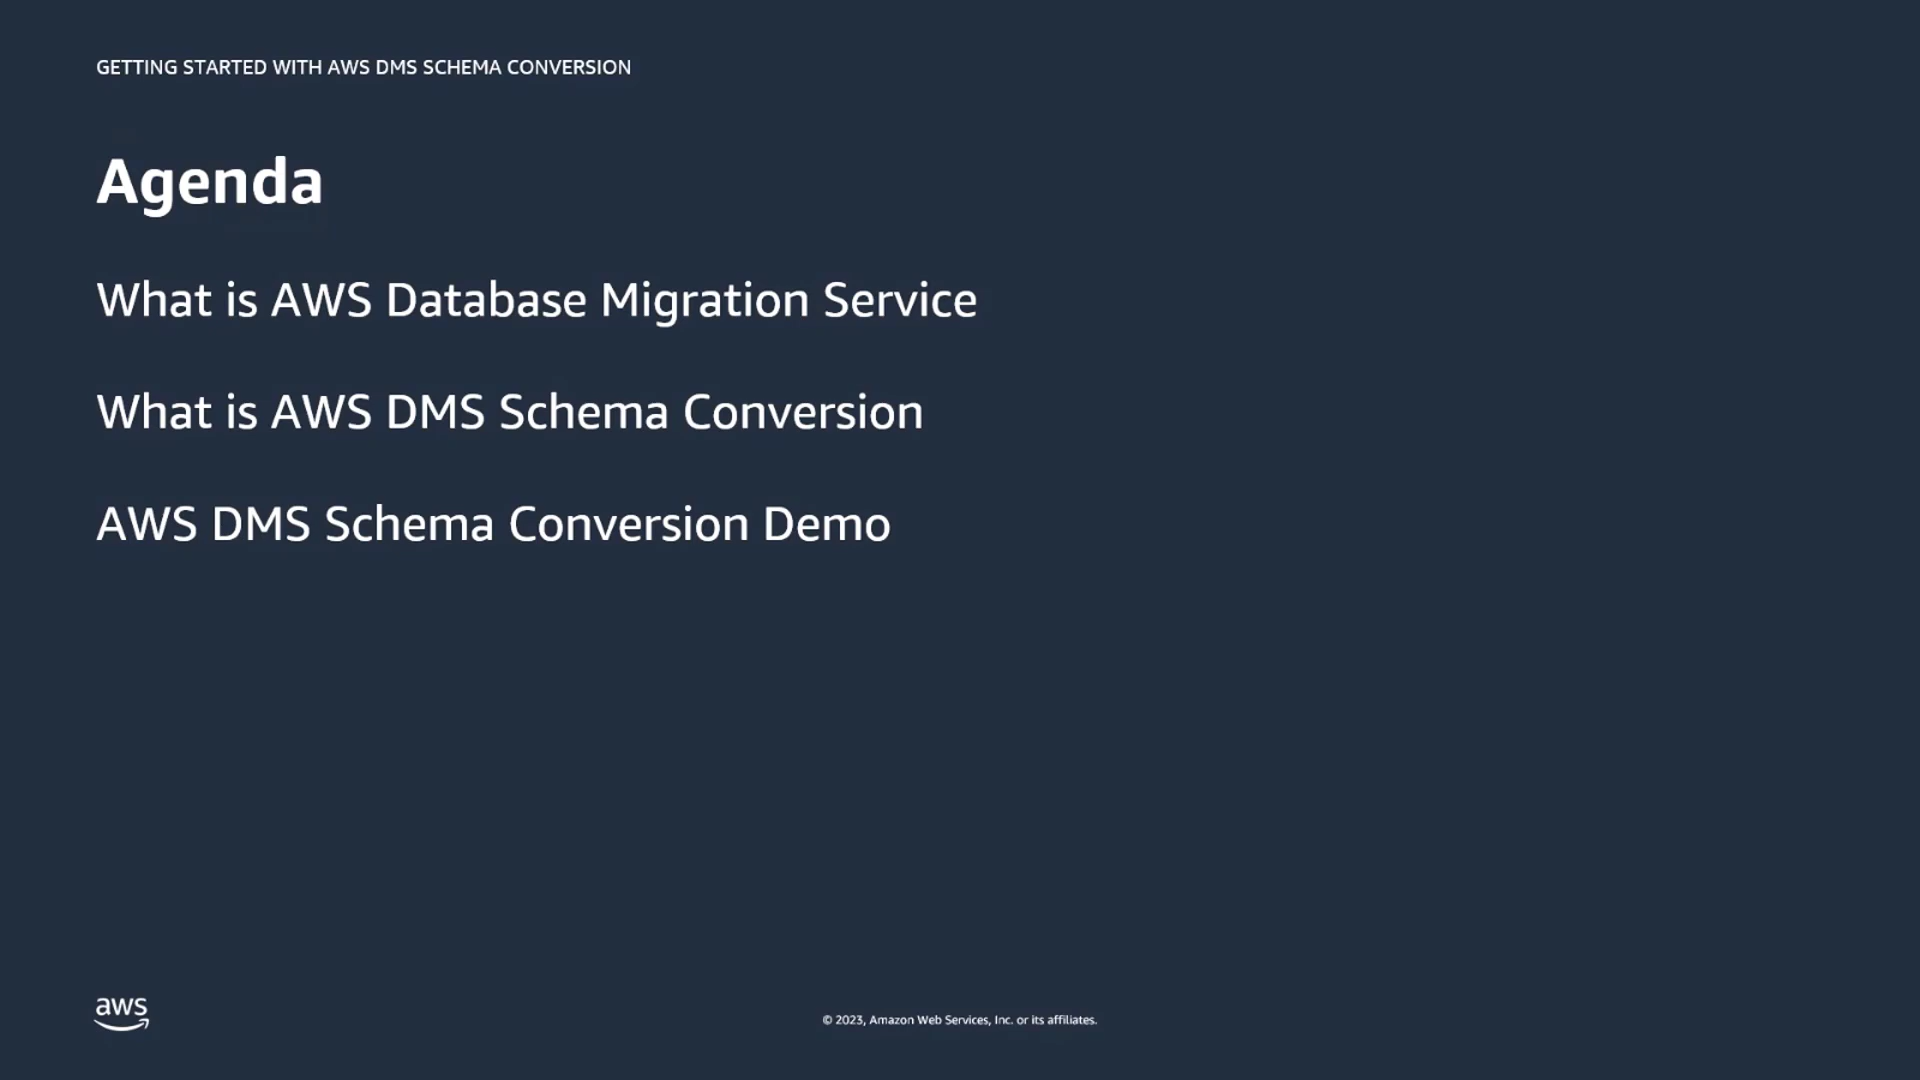 GETTING STARTED WITH AWS DMS SCHEMA CONVERSION
Agenda
What is AWS Database Migration Service
What is AWS DMS Schema Conversion
AWS DMS Schema Conversion Demo
aws
© 2023, Amazon Web Services, Inc. or its affiliates.